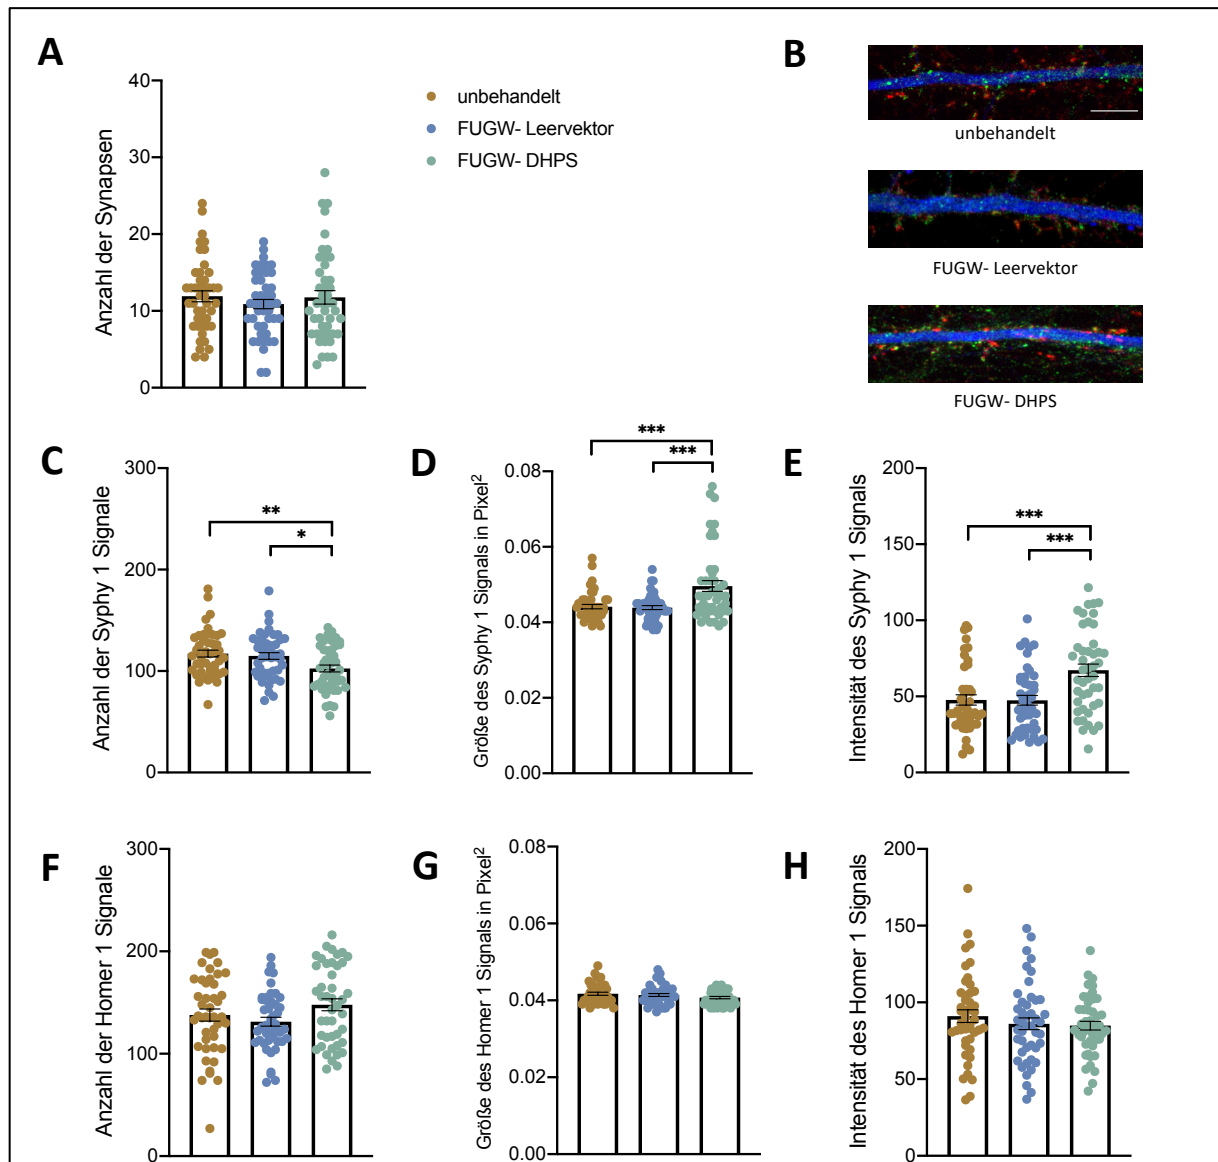 A
40
30
20
10
0
Anzahl der Synapsen
unbehandelt
FUGW- Leervektor
FUGW- DHPS
B
unbehandelt
FUGW- Leervektor
FUGW- DHPS
C
300
200
100
0
Anzahl der Syphy 1 Signale
**
*
D
0.08
0.06
0.04
0.02
0.00
Größe des Syphy 1 Signals in Pixel²
***
***
E
200
150
100
50
0
Intensität des Syphy 1 Signals
***
***
F
300
200
100
0
Anzahl der Homer 1 Signale
G
0.08
0.06
0.04
0.02
0.00
Größe des Homer 1 Signals in Pixel²
H
200
150
100
50
0
Intensität des Homer 1 Signals